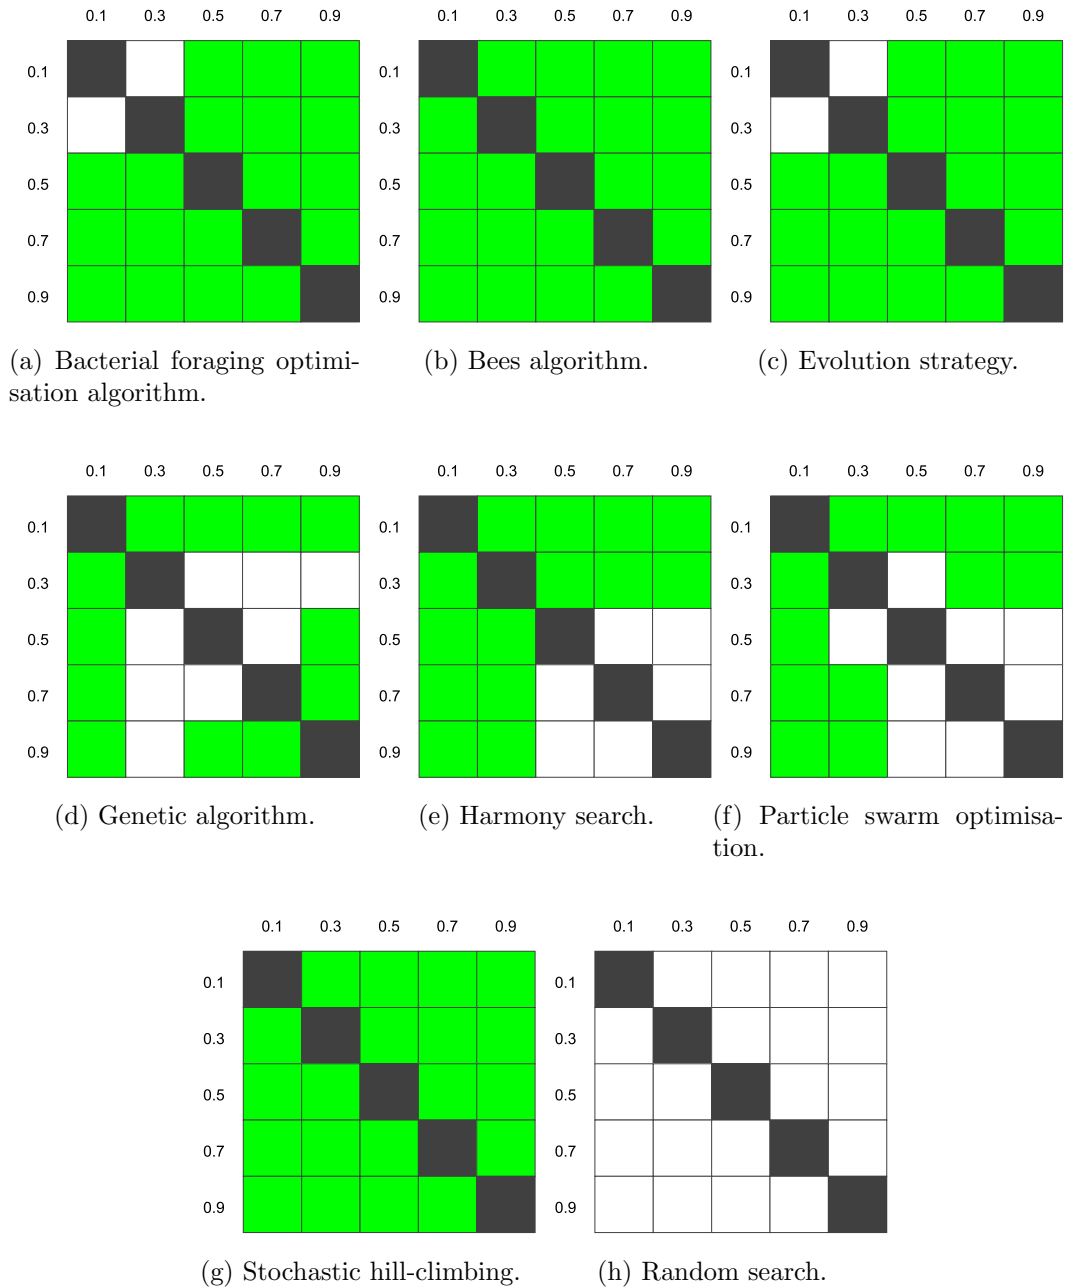 0.1 0.3 0.5 0.7 0.9 0.1 0.3 0.5 0.7 0.9 0.1 0.3 0.5 0.7 0.9
0.1 0.1 0.1
0.3 0.3 0.3
0.5 0.5 0.5
0.7 0.7 0.7
0.9 0.9 0.9
(a) Bacterial foraging optimi-
sation algorithm.
(b) Bees algorithm.
(c) Evolution strategy.
0.1 0.3 0.5 0.7 0.9 0.1 0.3 0.5 0.7 0.9 0.1 0.3 0.5 0.7 0.9
0.1 0.1 0.1
0.3 0.3 0.3
0.5 0.5 0.5
0.7 0.7 0.7
0.9 0.9 0.9
(d) Genetic algorithm.
(e) Harmony search.
(f) Particle swarm optimisa-
tion.
0.1 0.3 0.5 0.7 0.9 0.1 0.3 0.5 0.7 0.9
0.1 0.1
0.3 0.3
0.5 0.5
0.7 0.7
0.9 0.9
(g) Stochastic hill-climbing.
(h) Random search.